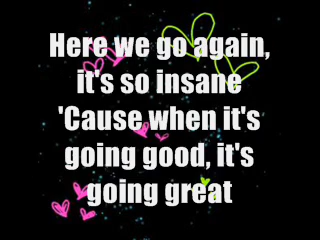 Here we go again,
it's so insane
'Cause when it's
going good, it's
going great